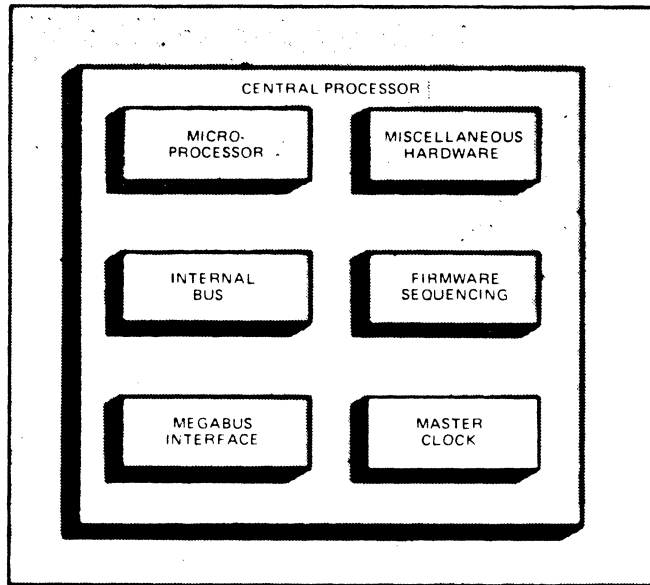 CENTRAL PROCESSOR
MICRO-
PROCESSOR
MISCELLANEOUS
HARDWARE
INTERNAL
BUS
FIRMWARE
SEQUENCING
MEGABUS
INTERFACE
MASTER
CLOCK